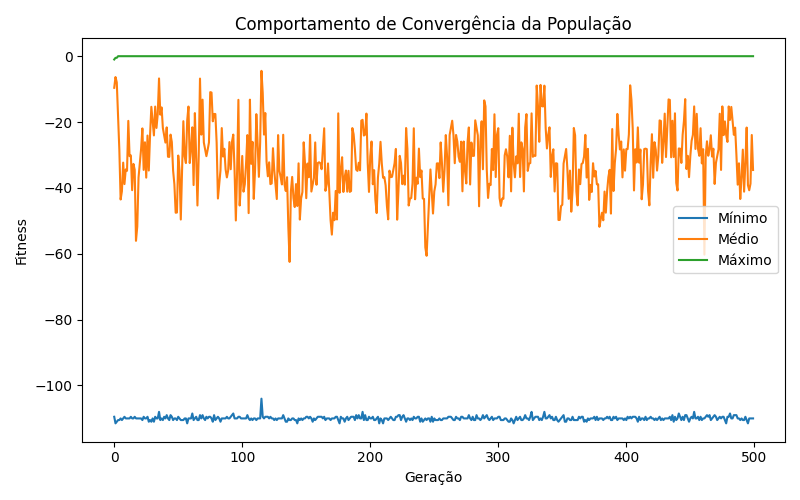 Comportamento de Convergência da População
Fitness
0
−20
−40
−60
−80
−100
0
100
200
300
400
500
Geração
Mínimo
Médio
Máximo